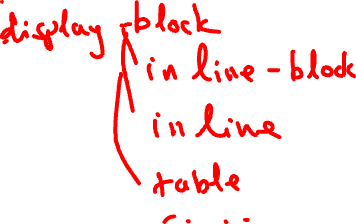 display - block
in line - block
in line
table